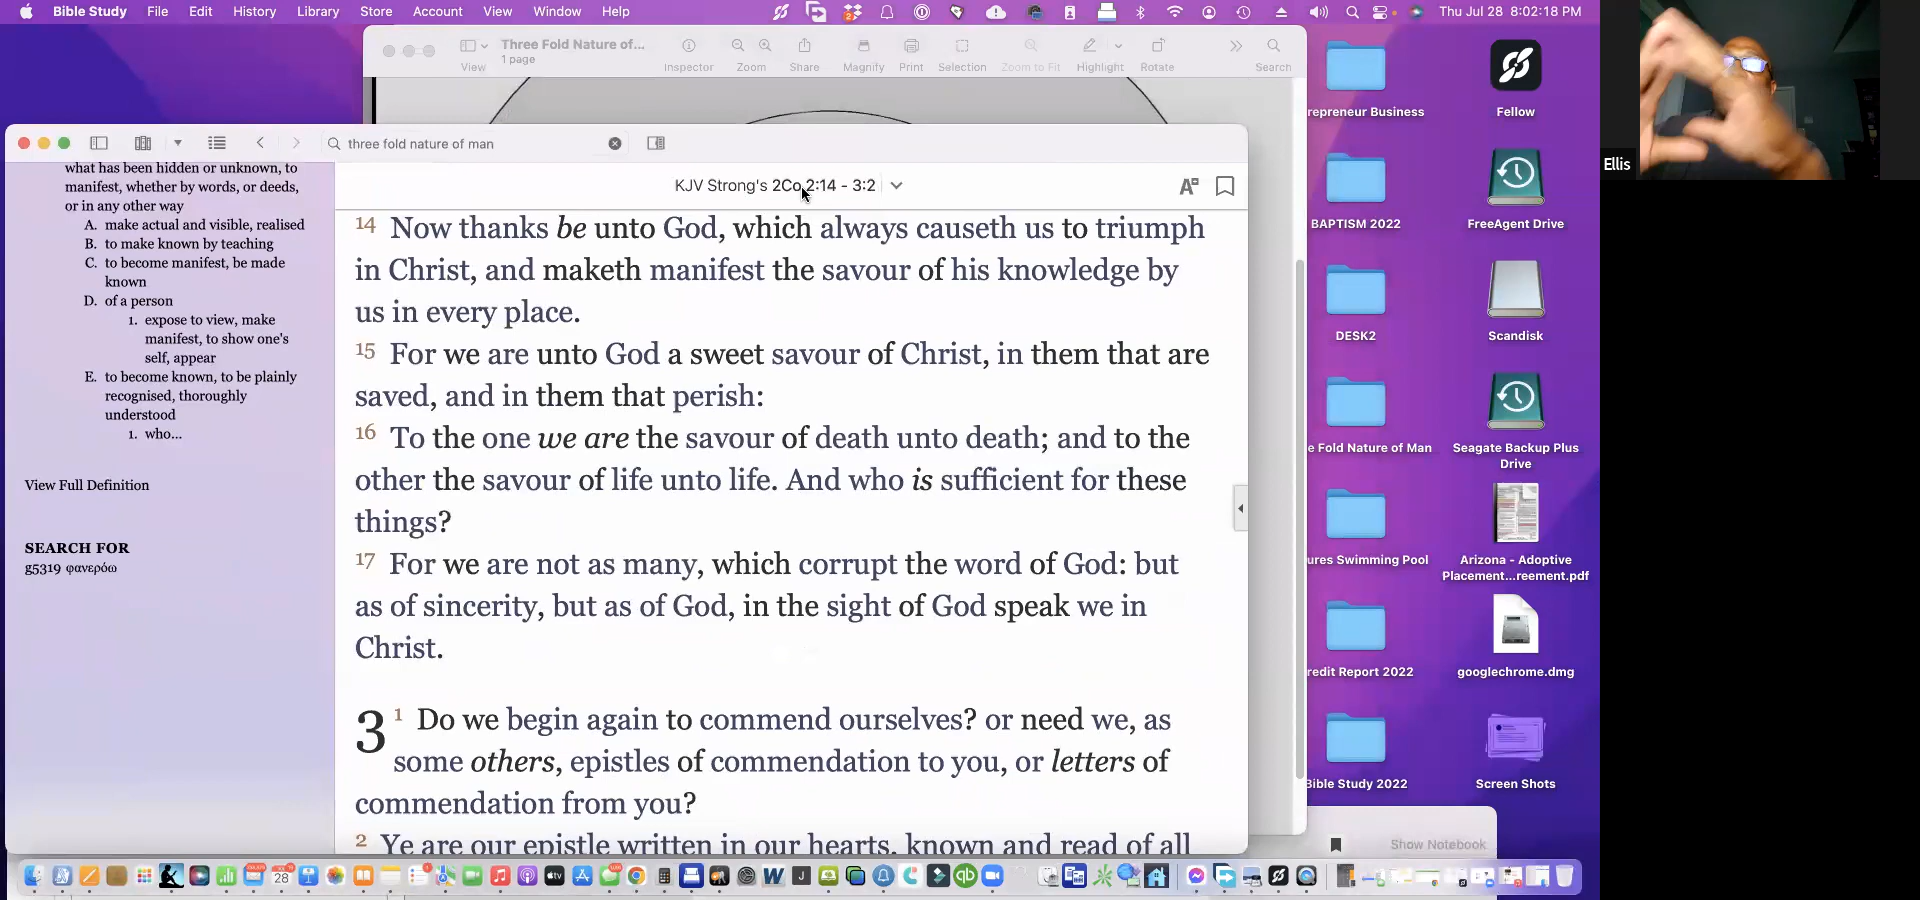 Bible Study File Edit History Library Store Account View Window Help
Thu Jul 28 8:02:18 PM
Three Fold Nature of...
1 page
View Inspector Zoom Share Magnify Print Selection Zoom to Fit Highlight Rotate Search
three fold nature of man
KJV Strong's 2Co 2:14 - 3:2
what has been hidden or unknown, to
manifest, whether by words, or deeds,
or in any other way
A. make actual and visible, realised
B. to make known by teaching
C. to become manifest, be made
known
D. of a person
1. expose to view, make
manifest, to show one's
self, appear
E. to become known, to be plainly
recognised, thoroughly
understood
1. who...
View Full Definition
SEARCH FOR
g5319 φανερόω
14 Now thanks be unto God, which always causeth us to triumph
in Christ, and maketh manifest the savour of his knowledge by
us in every place.
15 For we are unto God a sweet savour of Christ, in them that are
saved, and in them that perish:
16 To the one we are the savour of death unto death; and to the
other the savour of life unto life. And who is sufficient for these
things?
17 For we are not as many, which corrupt the word of God: but
as of sincerity, but as of God, in the sight of God speak we in
Christ.
3 1 Do we begin again to commend ourselves? or need we, as
some others, epistles of commendation to you, or letters of
commendation from you?
2 Ye are our epistle written in our hearts, known and read of all
repreneur Business
Fellow
BAPTISM 2022
FreeAgent Drive
DESK2
Scandisk
e Fold Nature of Man
Seagate Backup Plus
Drive
ures Swimming Pool
Arizona - Adoptive
Placement...reement.pdf
redit Report 2022
googlechrome.dmg
Bible Study 2022
Screen Shots
Show Notebook
Ellis